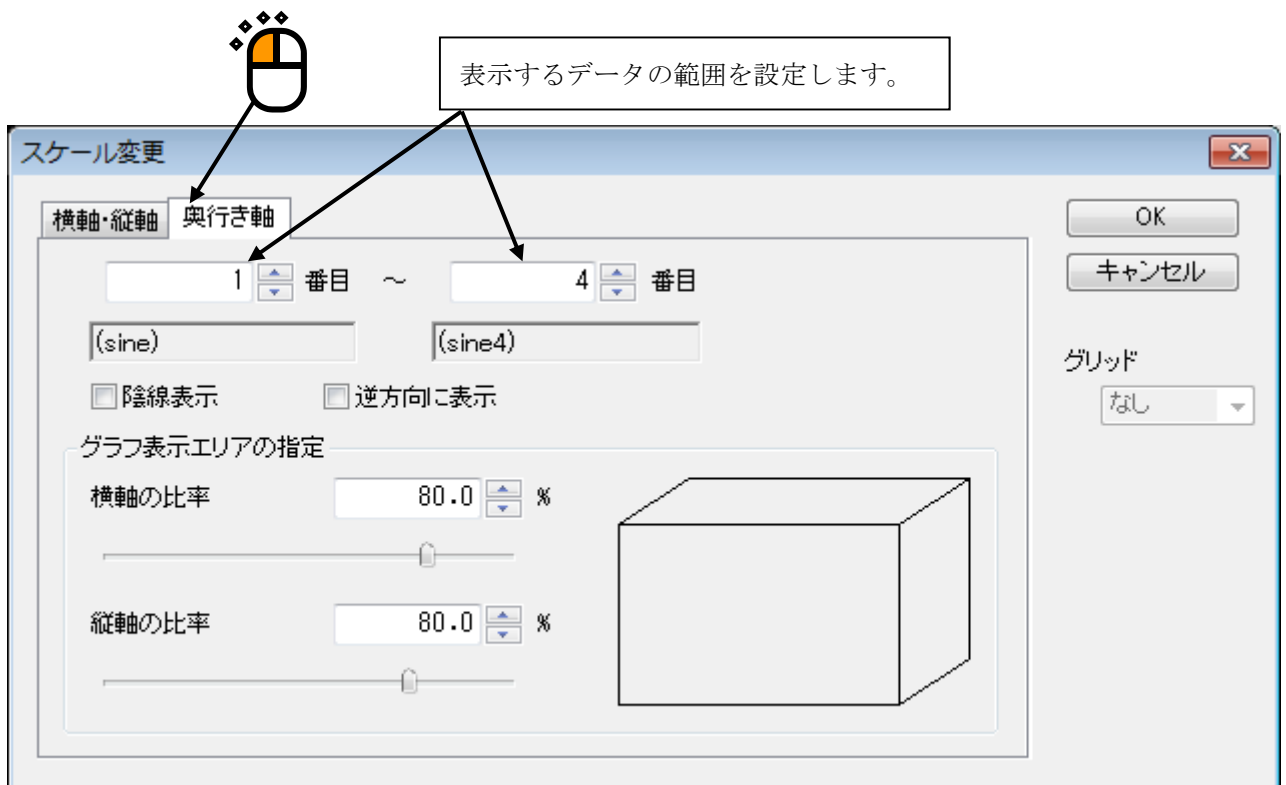 表示するデータの範囲を設定します。
スケール変更
横軸・縦軸 奥行き軸
OK
1 番目 ～ 4 番目
キャンセル
(sine) (sine4)
グリッド
陰線表示 逆方向に表示
なし
グラフ表示エリアの指定
横軸の比率 80.0 %
縦軸の比率 80.0 %